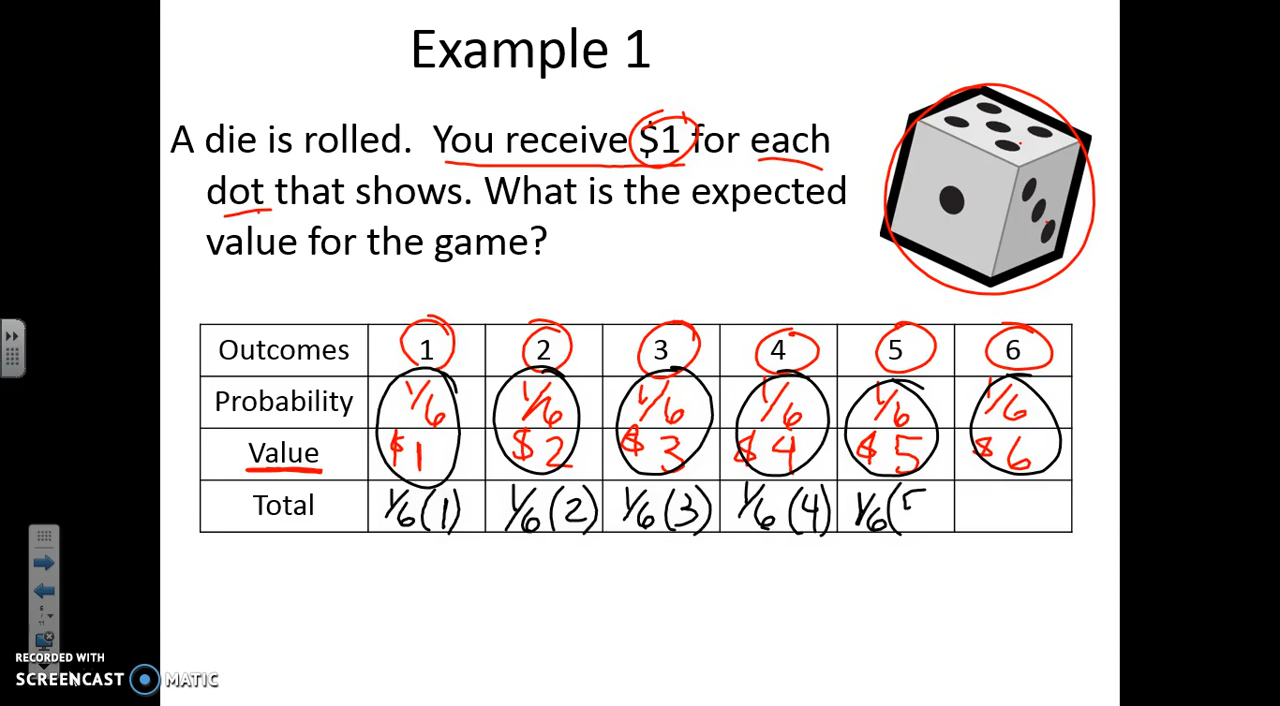 Example 1
A die is rolled. You receive $1 for each
dot that shows. What is the expected
value for the game?
Outcomes 1 2 3 4 5 6
Probability 1/6 1/6 1/6 1/6 1/6 1/6
Value $1 $2 $3 $4 $5 $6
Total 1/6(1) 1/6(2) 1/6(3) 1/6(4) 1/6(5
RECORDED WITH
SCREENCAST MATIC